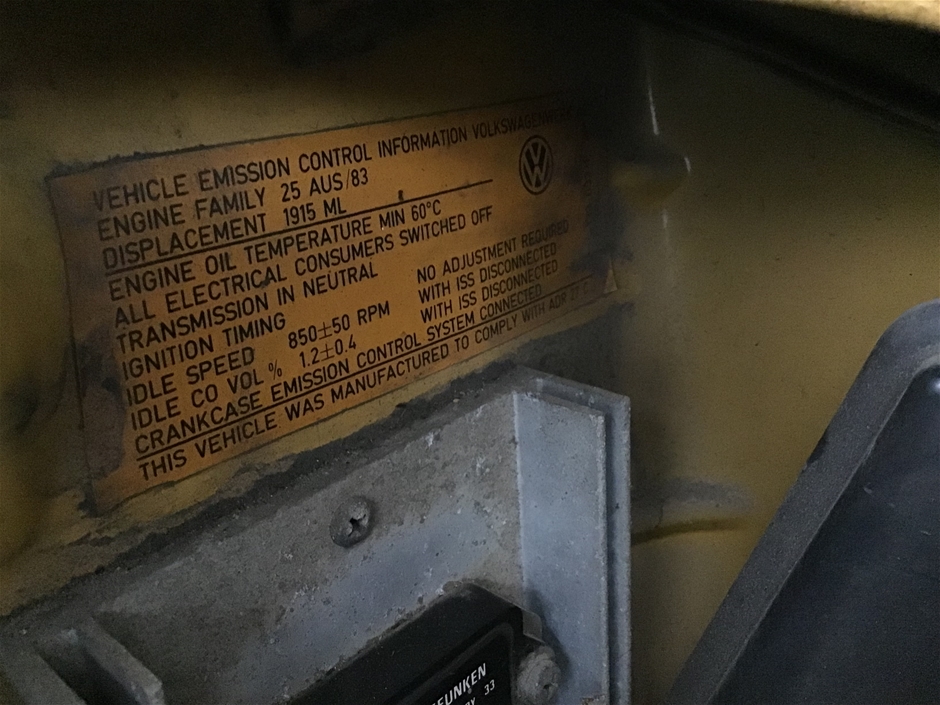 VEHICLE EMISSION CONTROL INFORMATION VOLKSWAGENWERK
ENGINE FAMILY 25 AUS/83
DISPLACEMENT 1915 ML
ENGINE OIL TEMPERATURE MIN 60°C
ALL ELECTRICAL CONSUMERS SWITCHED OFF
TRANSMISSION IN NEUTRAL
IGNITION TIMING NO ADJUSTMENT REQUIRED
IDLE SPEED 850±50 RPM WITH ISS DISCONNECTED
IDLE CO VOL % 1.2±0.4 WITH ISS DISCONNECTED
CRANKCASE EMISSION CONTROL SYSTEM CONNECTED
THIS VEHICLE WAS MANUFACTURED TO COMPLY WITH ADR
EFUNKEN
33